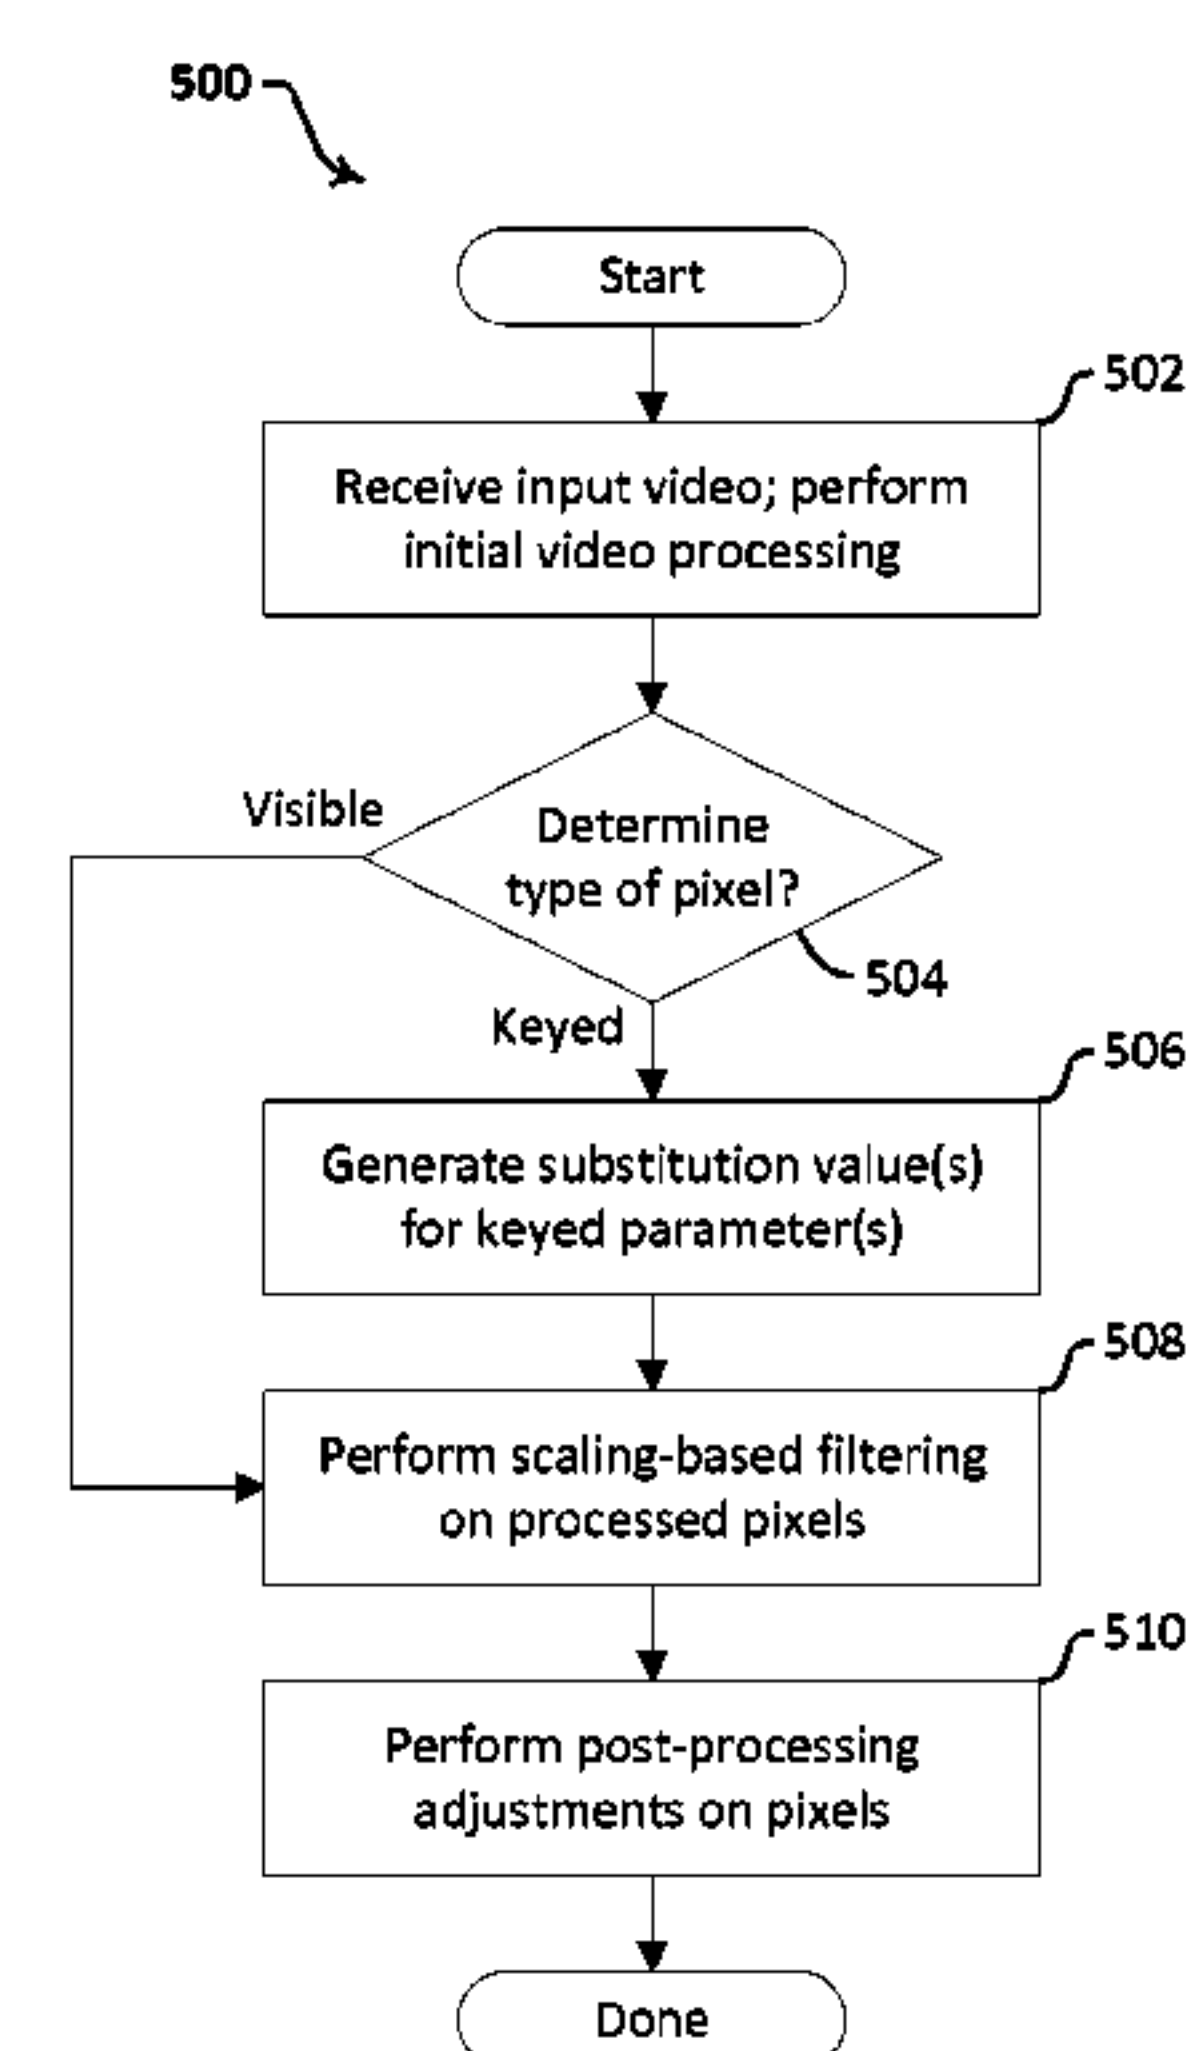 500
Start
502
Receive input video; perform
initial video processing
Visible
Determine
type of pixel?
504
Keyed
506
Generate substitution value(s)
for keyed parameter(s)
508
Perform scaling-based filtering
on processed pixels
510
Perform post-processing
adjustments on pixels
Done